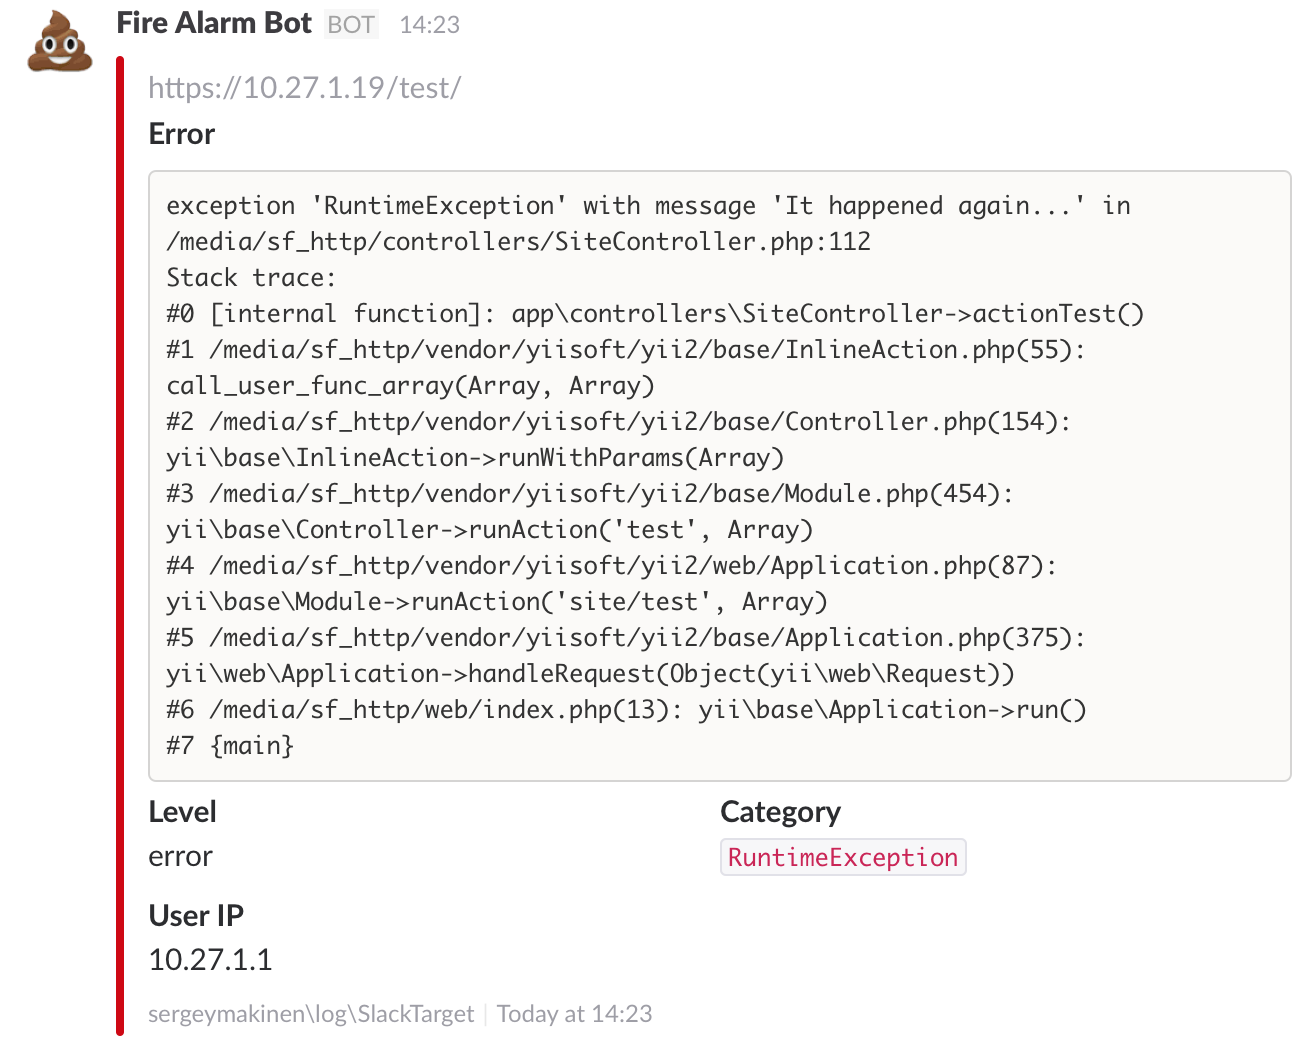 Fire Alarm Bot BOT 14:23
https://10.27.1.19/test/
Error
exception 'RuntimeException' with message 'It happened again...' in
/media/sf_http/controllers/SiteController.php:112
Stack trace:
#0 [internal function]: app\controllers\SiteController->actionTest()
#1 /media/sf_http/vendor/yiisoft/yii2/base/InlineAction.php(55):
call_user_func_array(Array, Array)
#2 /media/sf_http/vendor/yiisoft/yii2/base/Controller.php(154):
yii\base\InlineAction->runWithParams(Array)
#3 /media/sf_http/vendor/yiisoft/yii2/base/Module.php(454):
yii\base\Controller->runAction('test', Array)
#4 /media/sf_http/vendor/yiisoft/yii2/web/Application.php(87):
yii\base\Module->runAction('site/test', Array)
#5 /media/sf_http/vendor/yiisoft/yii2/base/Application.php(375):
yii\web\Application->handleRequest(Object(yii\web\Request))
#6 /media/sf_http/web/index.php(13): yii\base\Application->run()
#7 {main}
Level Category
error RuntimeException
User IP
10.27.1.1
sergeymakinen\log\SlackTarget | Today at 14:23